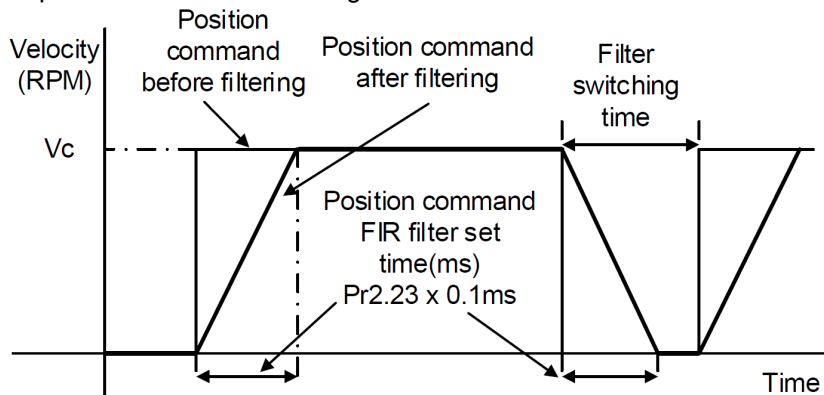 Position
command
before filtering
Velocity
(RPM)
Position command
after filtering
Filter
switching
time
Vc
Position command
FIR filter set
time(ms)
Pr2.23 x 0.1ms
Time